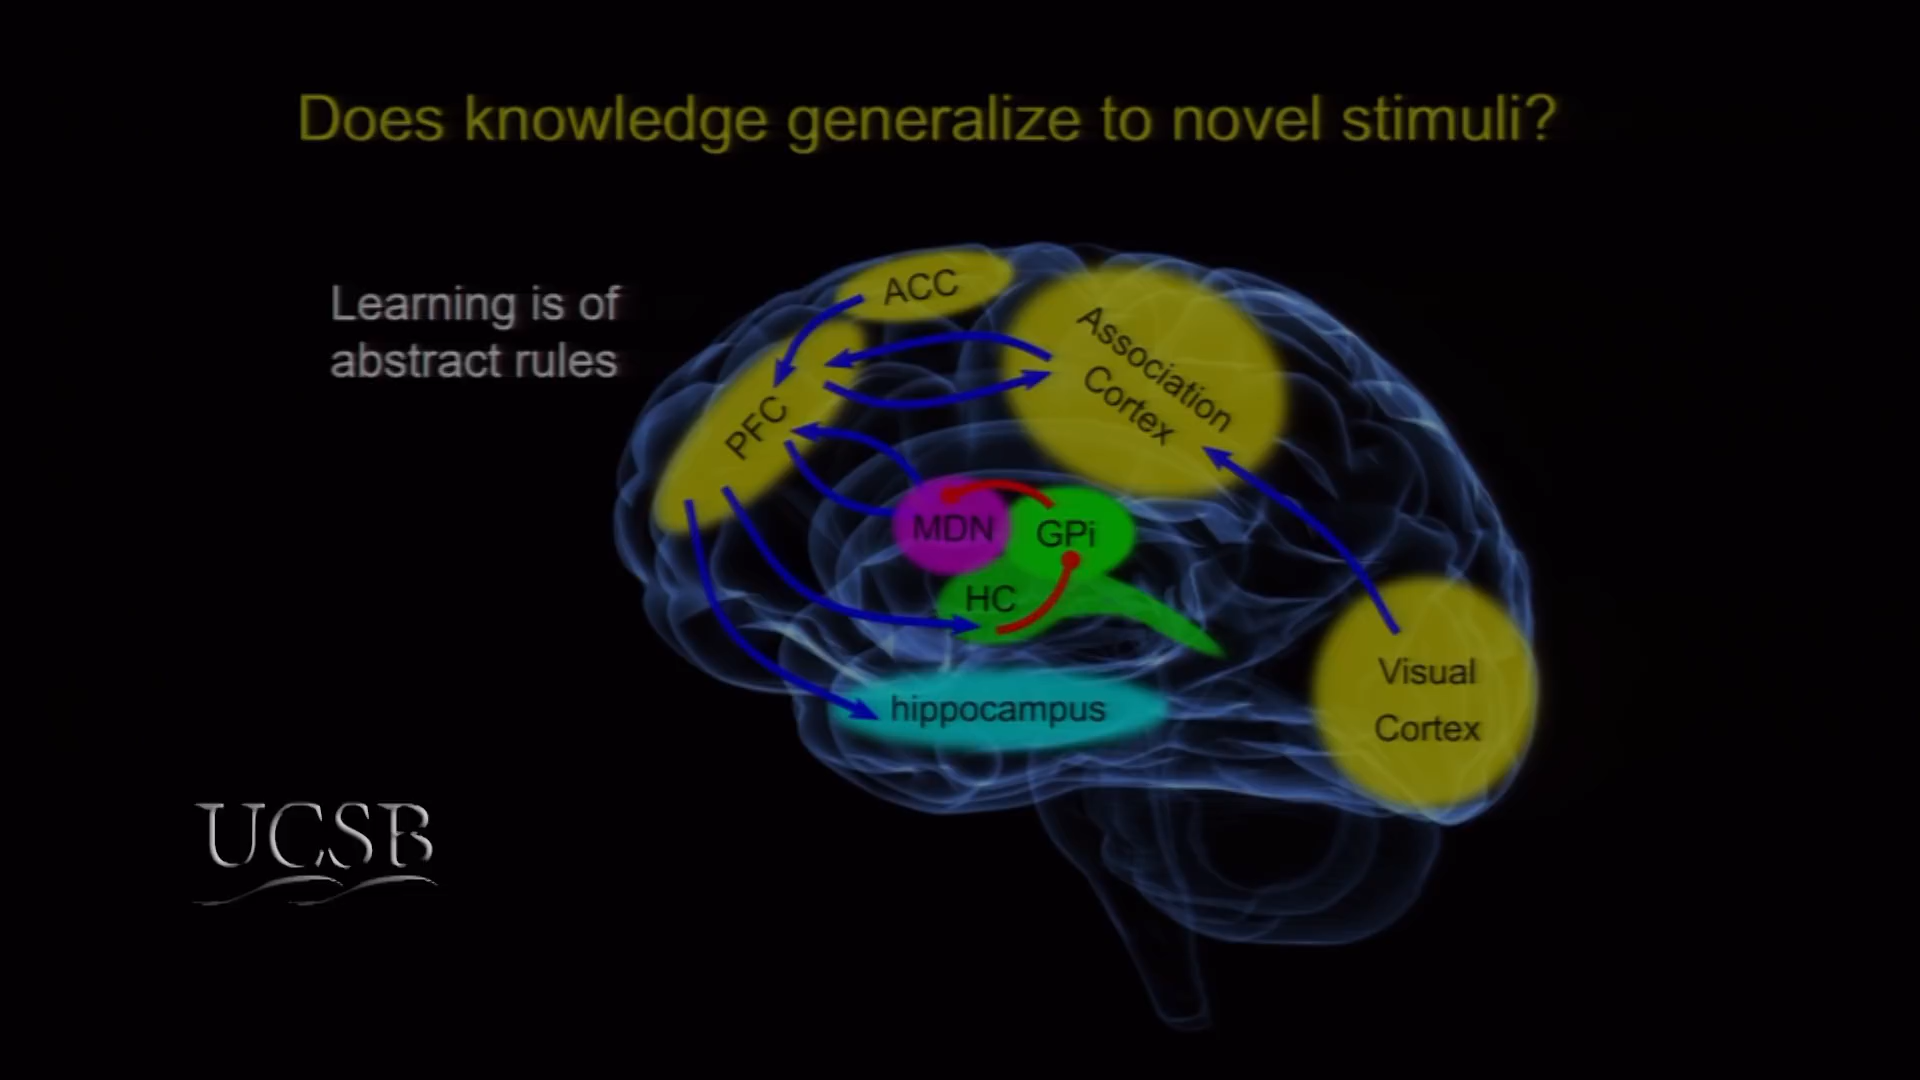 Does knowledge generalize to novel stimuli?
Learning is of
abstract rules
ACC
Association
Cortex
PFC
MDN
GPi
HC
hippocampus
Visual
Cortex
UCSB